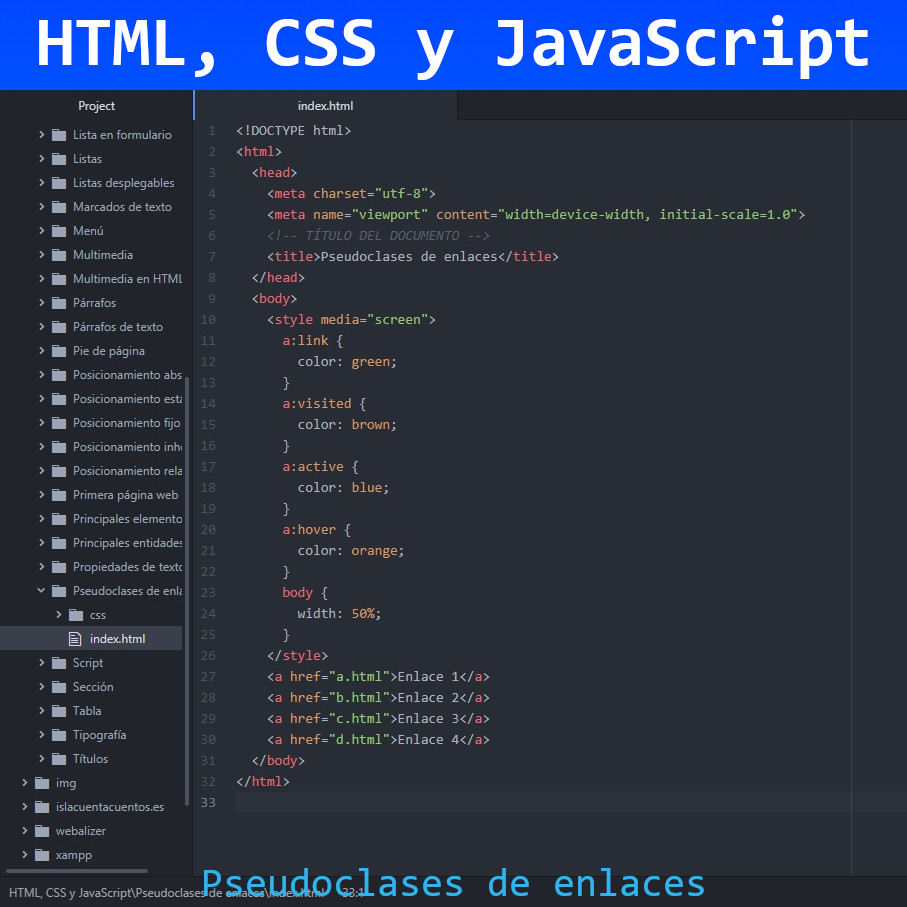 HTML, CSS y JavaScript
Project
Lista en formulario
Listas
Listas desplegables
Marcados de texto
Menú
Multimedia
Multimedia en HTML
Párrafos
Párrafos de texto
Pie de página
Posicionamiento abs
Posicionamiento esta
Posicionamiento fijo
Posicionamiento inhe
Posicionamiento rela
Primera página web
Principales elemento
Principales entidades
Propiedades de texto
Pseudoclases de enla
css
index.html
Script
Sección
Tabla
Tipografía
Títulos
img
islacuentacuentos.es
webalizer
xampp
index.html
1 <!DOCTYPE html>
2 <html>
3 <head>
4 <meta charset="utf-8">
5 <meta name="viewport" content="width=device-width, initial-scale=1.0">
6 <!-- TÍTULO DEL DOCUMENTO -->
7 <title>Pseudoclases de enlaces</title>
8 </head>
9 <body>
10 <style media="screen">
11 a:link {
12 color: green;
13 }
14 a:visited {
15 color: brown;
16 }
17 a:active {
18 color: blue;
19 }
20 a:hover {
21 color: orange;
22 }
23 body {
24 width: 50%;
25 }
26 </style>
27 <a href="a.html">Enlace 1</a>
28 <a href="b.html">Enlace 2</a>
29 <a href="c.html">Enlace 3</a>
30 <a href="d.html">Enlace 4</a>
31 </body>
32 </html>
33
HTML, CSS y JavaScript\Pseudoclases de enlaces\index.html 33:1
Pseudoclases de enlaces